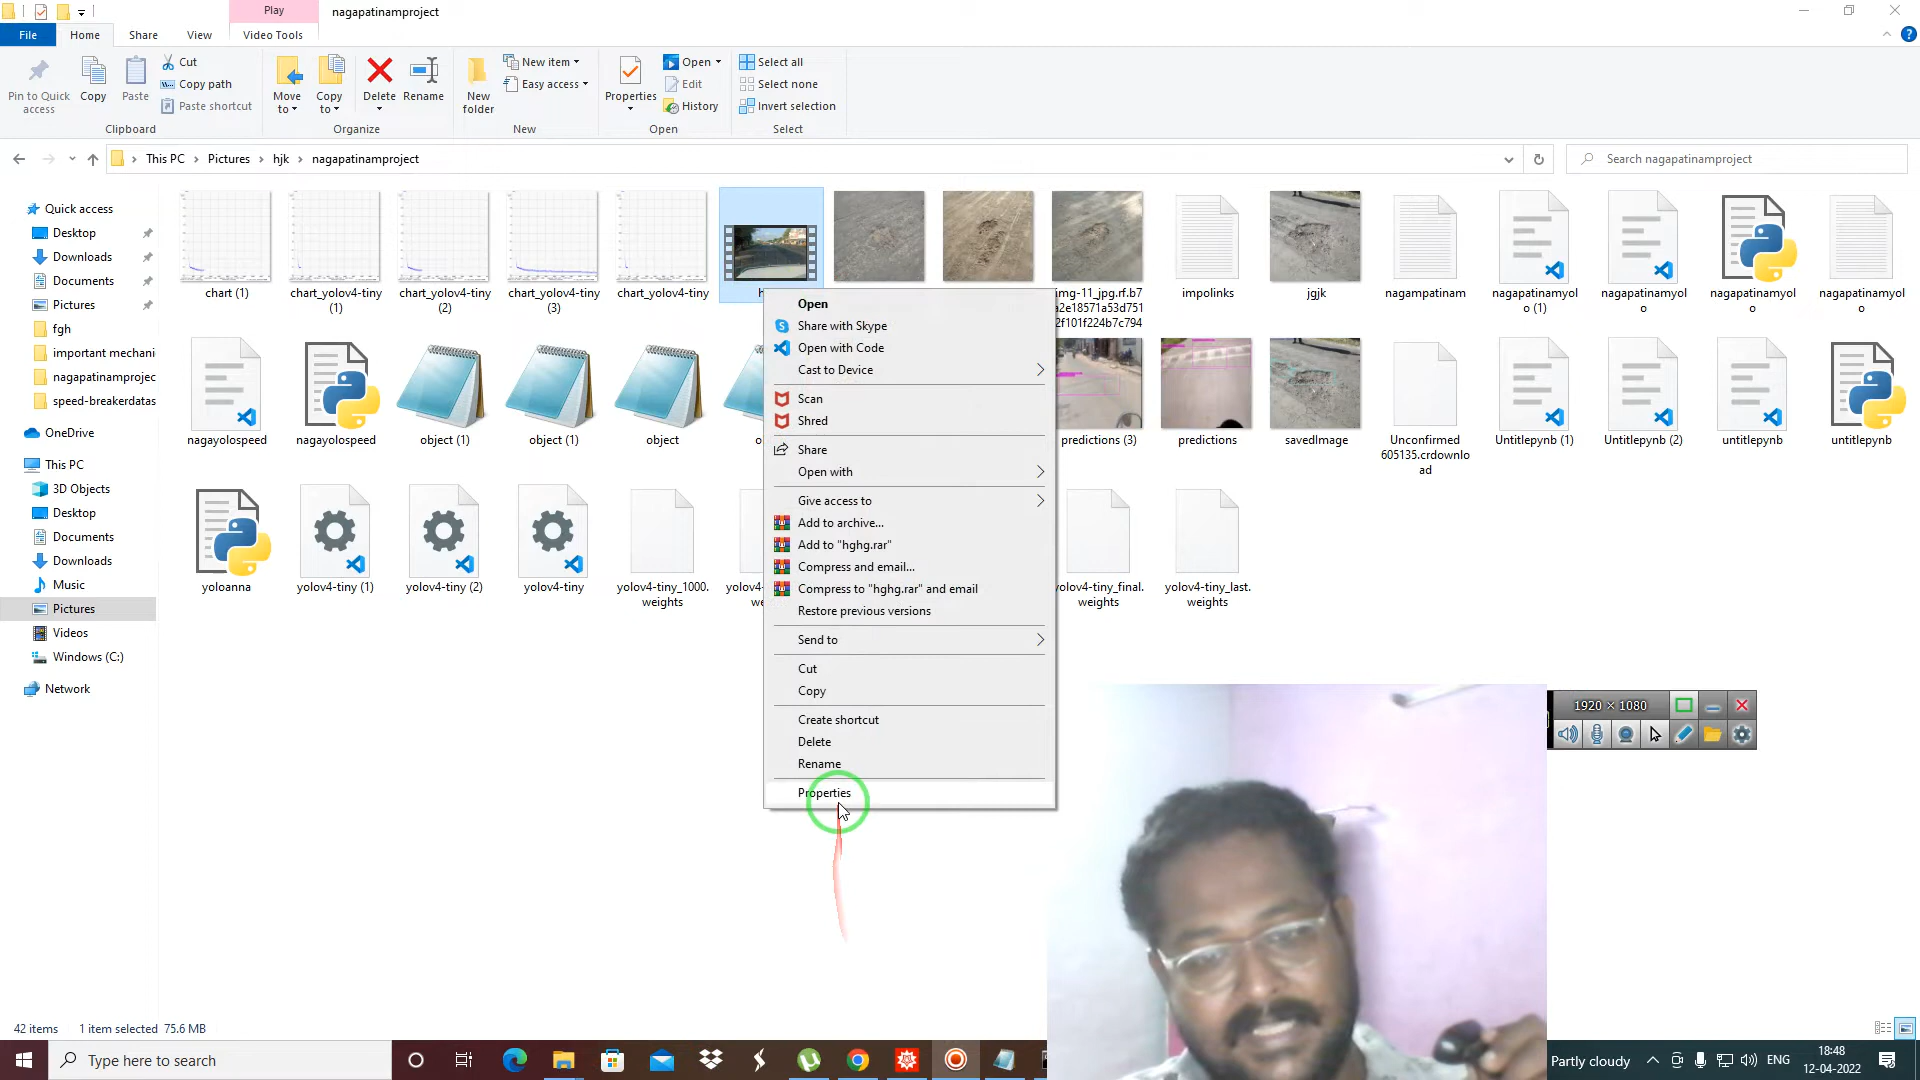 Play
nagapatinamproject
File
Home
Share
View
Video Tools
Pin to Quick access
Copy
Paste
Cut
Copy path
Paste shortcut
Clipboard
Move to
Copy to
Delete
Rename
Organize
New folder
New item
Easy access
New
Properties
Open
Edit
History
Open
Select all
Select none
Invert selection
Select
This PC
Pictures
hjk
nagapatinamproject
Search nagapatinamproject
Quick access
Desktop
Downloads
Documents
Pictures
fgh
important mechani
nagapatinamprojec
speed-breakerdatas
OneDrive
This PC
3D Objects
Desktop
Documents
Downloads
Music
Pictures
Videos
Windows (C:)
Network
chart (1)
chart_yolov4-tiny
(1)
chart_yolov4-tiny
(2)
chart_yolov4-tiny
(3)
chart_yolov4-tiny
img-11_jpg.rf.b7
a2e18571a53d751
2f101f224b7c794
impolinks
jgjk
nagampatinam
nagapatinamyol
o (1)
nagapatinamyol
o
nagapatinamyol
o
nagapatinamyol
o
nagayolospeed
nagayolospeed
object (1)
object (1)
object
predictions (3)
predictions
savedImage
Unconfirmed
605135.crdownlo
ad
Untitlepynb (1)
Untitlepynb (2)
untitlepynb
untitlepynb
yoloanna
yolov4-tiny (1)
yolov4-tiny (2)
yolov4-tiny
yolov4-tiny_1000.
weights
yolov4-tiny_final.
weights
yolov4-tiny_last.
weights
Open
Share with Skype
Open with Code
Cast to Device
Scan
Shred
Share
Open with
Give access to
Add to archive...
Add to "hghg.rar"
Compress and email...
Compress to "hghg.rar" and email
Restore previous versions
Send to
Cut
Copy
Create shortcut
Delete
Rename
Properties
1920 × 1080
42 items
1 item selected
75.6 MB
Type here to search
Partly cloudy
ENG
18:48
12-04-2022